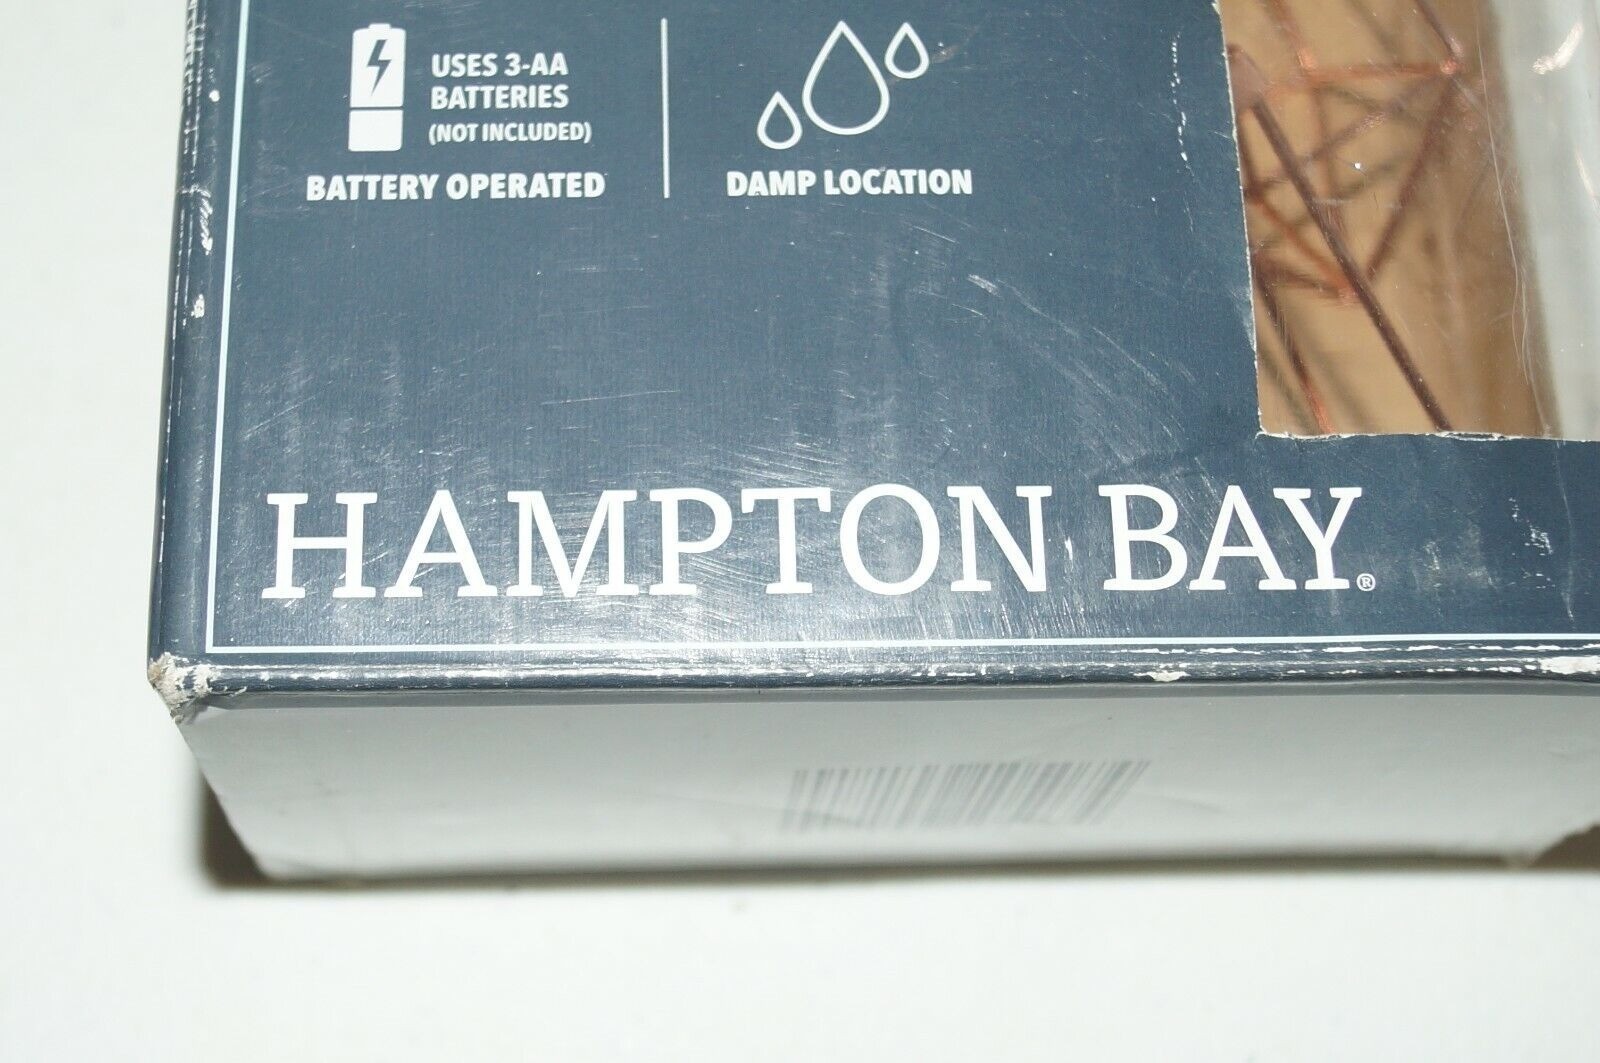 USES 3-AA
BATTERIES
(NOT INCLUDED)
BATTERY OPERATED
DAMP LOCATION
HAMPTON BAY®